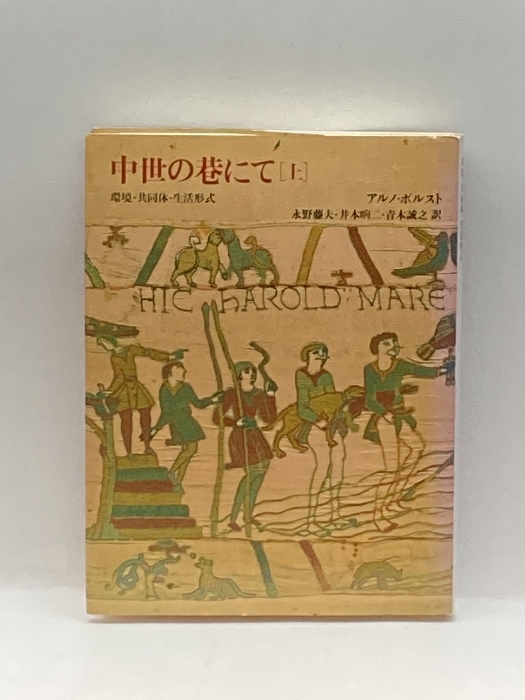 中世の巷にて[上]
環境・共同体・生活形式
アルノ・ボルスト
永野藤夫・井本晌二・青木誠之 訳
HIC hAROLD MARE